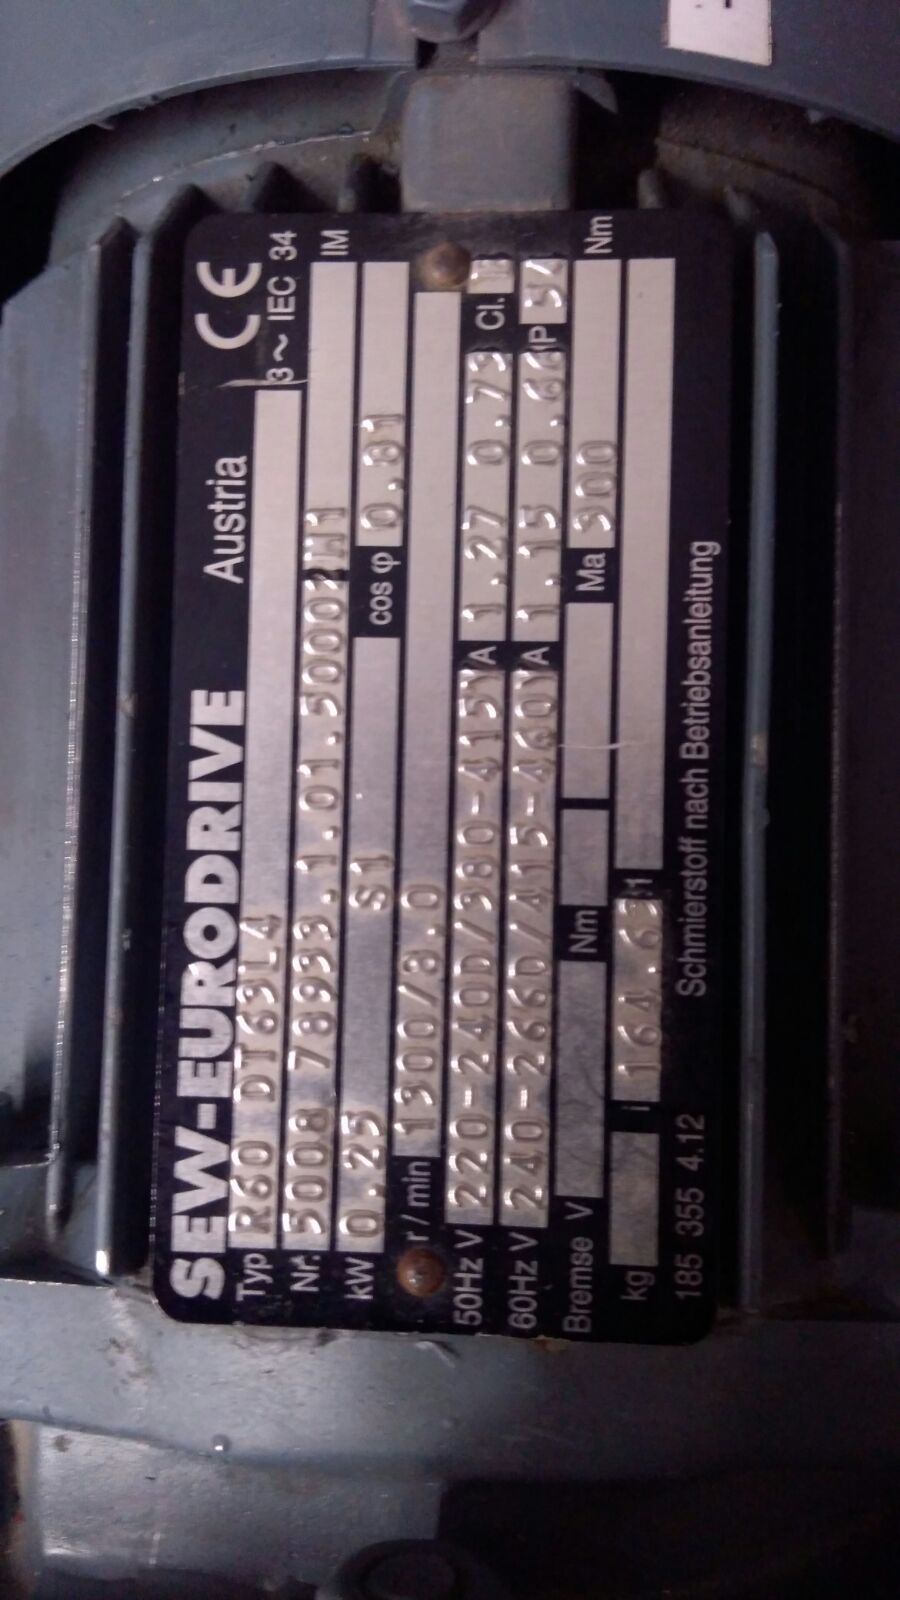 SEW-EURODRIVE Austria CE
Typ R60 DT63L4 3~ IEC 34
Nr. 5008 78933.1.01.50002W1 IM
kW 0.25 S1 cos φ 0.81
r/min 1300/8.0
50Hz V 220-240D/380-415Y A 1.27 0.73 Cl. B
60Hz V 240-266D/415-460Y A 1.15 0.66 IP 54
Bremse V Nm Ma 300 Nm
kg i 164.63 :1
185 355 4.12 Schmierstoff nach Betriebsanleitung